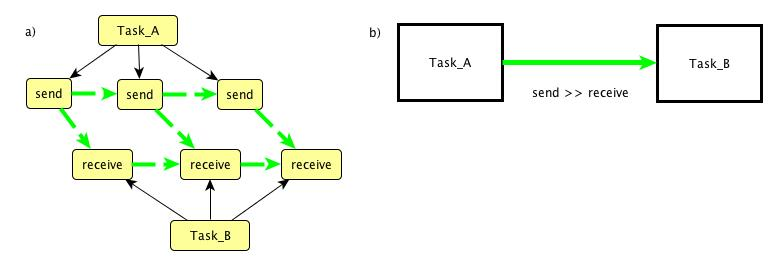 a)
Task_A
send
send
send
receive
receive
receive
Task_B
b)
Task_A
Task_B
send >> receive